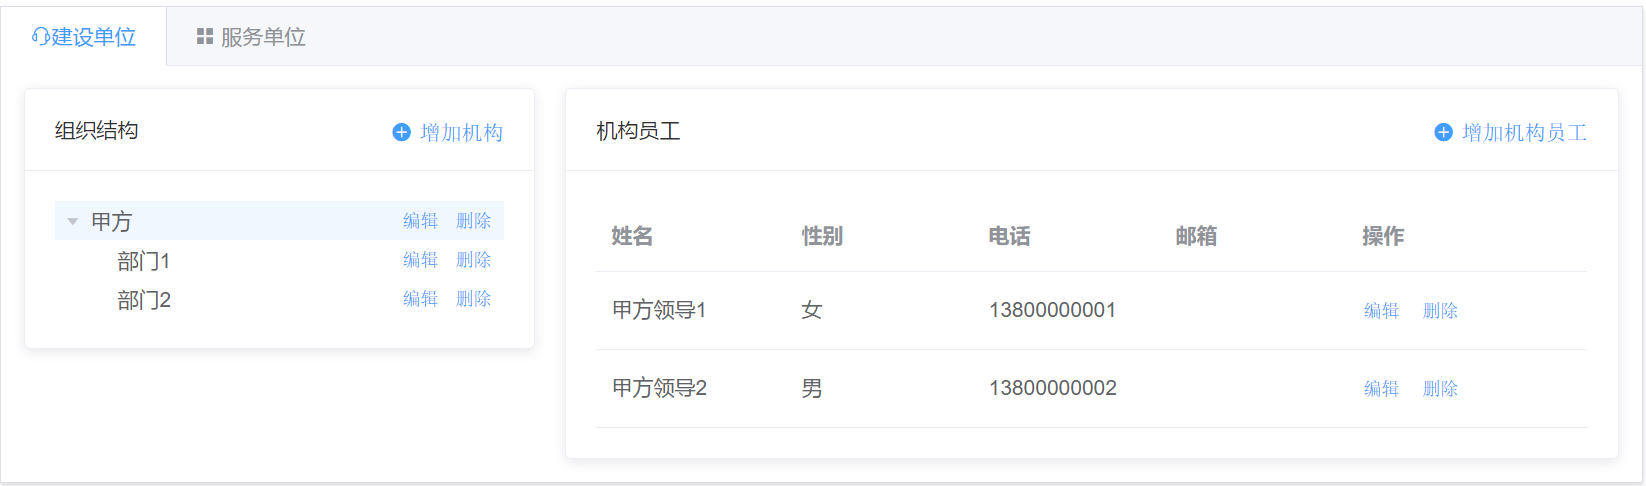 建设单位 服务单位
组织结构 增加机构
甲方 编辑 删除
部门1 编辑 删除
部门2 编辑 删除
机构员工 增加机构员工
姓名 性别 电话 邮箱 操作
甲方领导1 女 13800000001 编辑 删除
甲方领导2 男 13800000002 编辑 删除